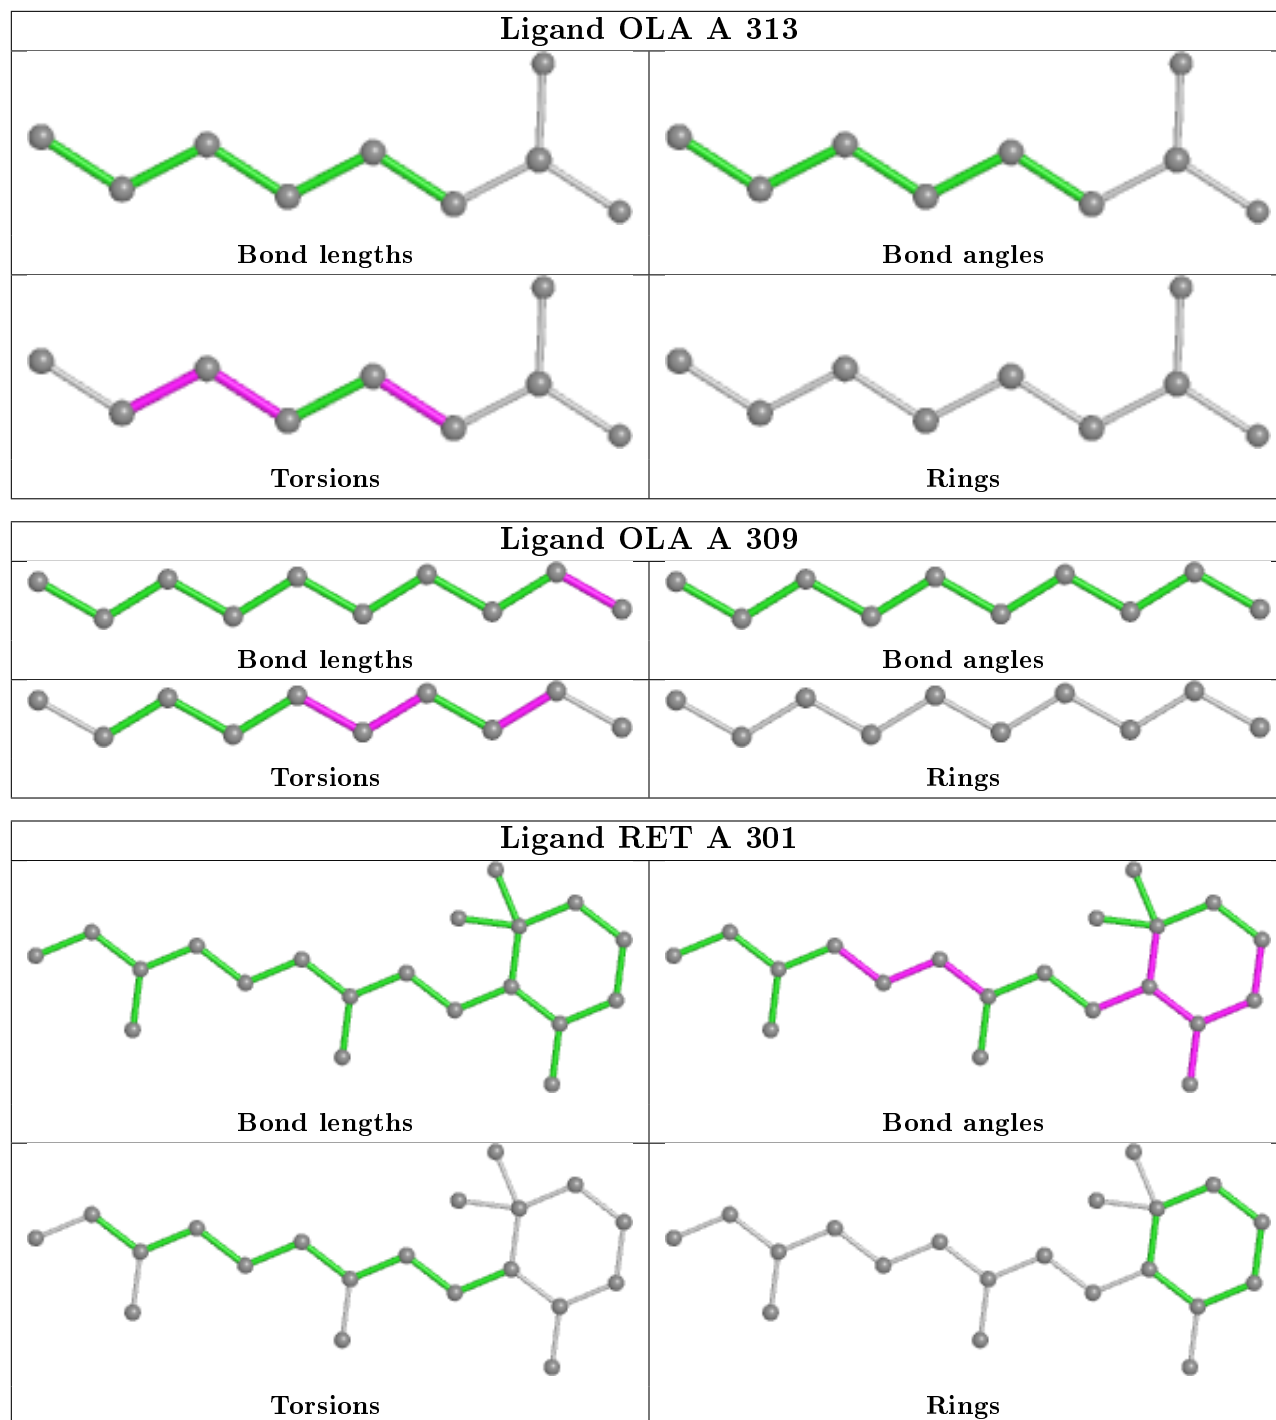 Ligand OLA A 313
Bond lengths
Bond angles
Torsions
Rings
Ligand OLA A 309
Bond lengths
Bond angles
Torsions
Rings
Ligand RET A 301
Bond lengths
Bond angles
Torsions
Rings